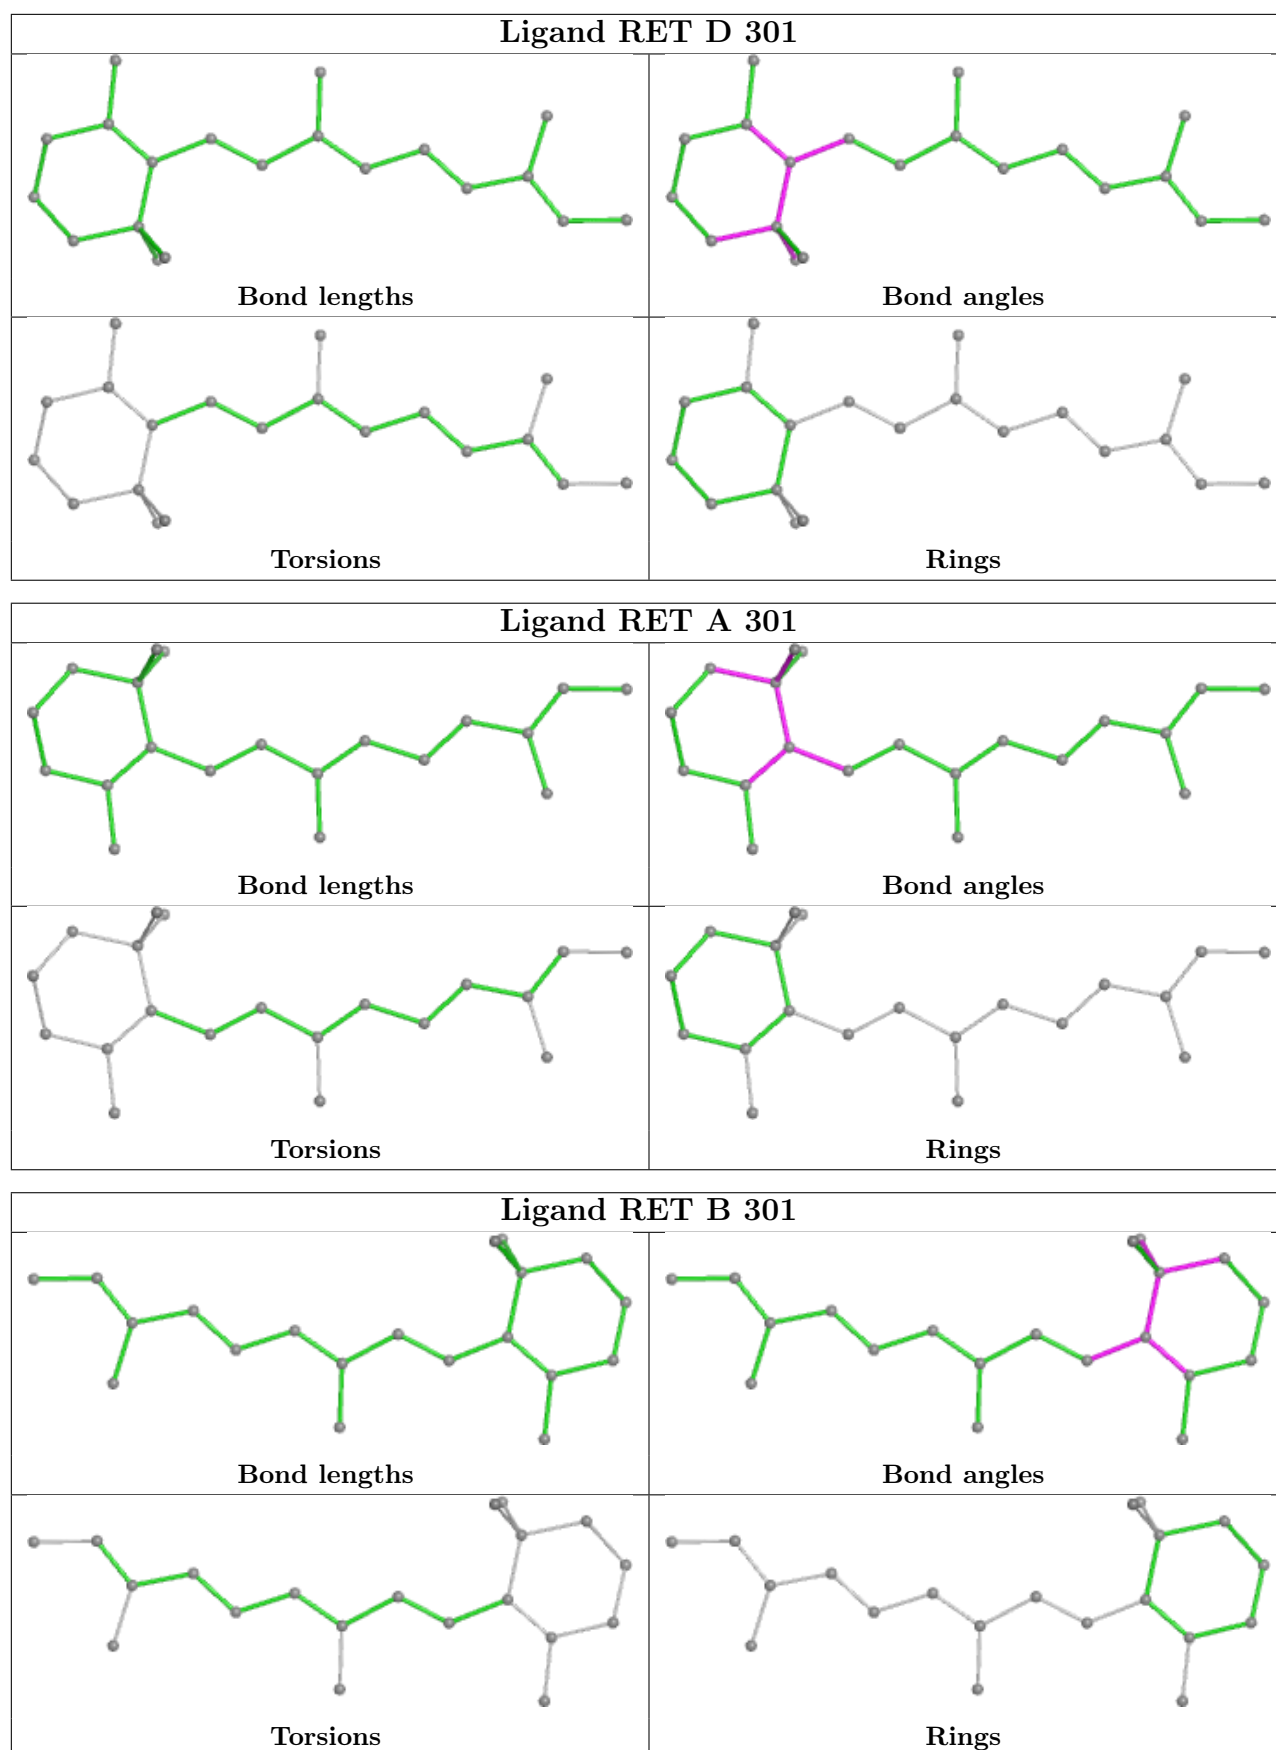 Ligand RET D 301
Bond lengths
Bond angles
Torsions
Rings
Ligand RET A 301
Bond lengths
Bond angles
Torsions
Rings
Ligand RET B 301
Bond lengths
Bond angles
Torsions
Rings